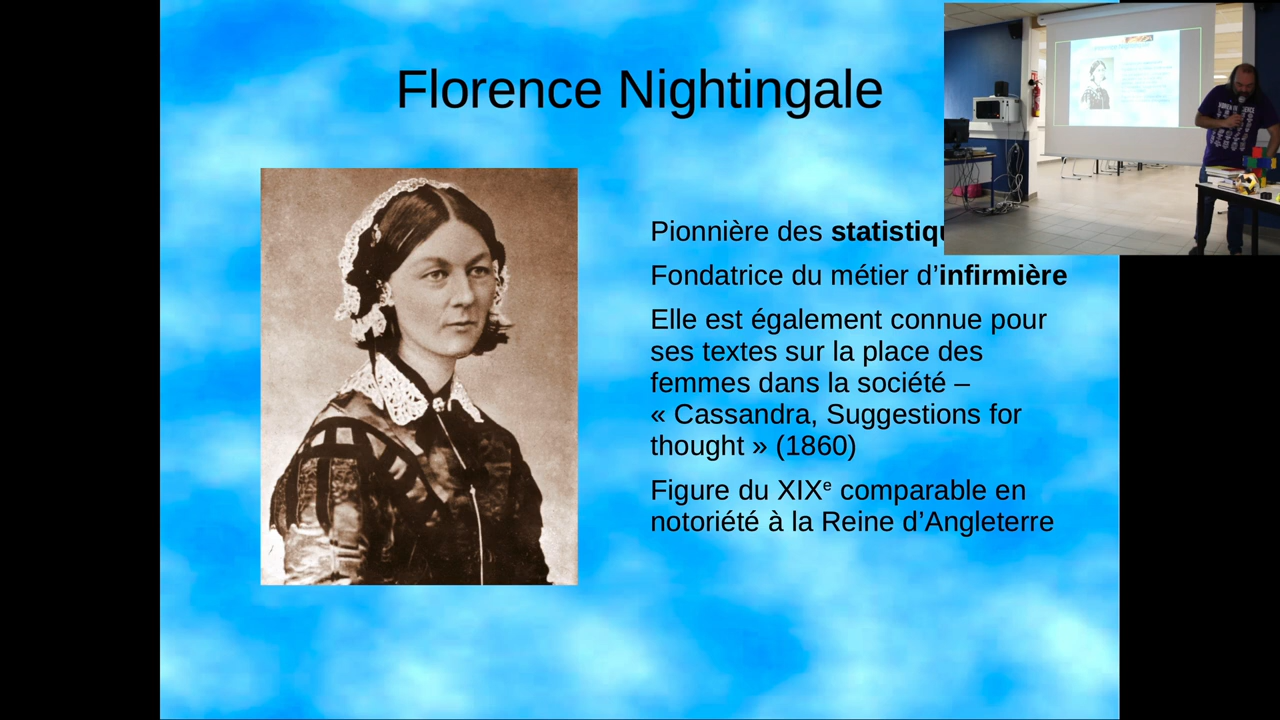 Florence Nightingale
Pionnière des
Fondatrice du métier d’infirmière
Elle est également connue pour
ses textes sur la place des
femmes dans la société –
« Cassandra, Suggestions for
thought » (1860)
Figure du XIXᵉ comparable en
notoriété à la Reine d’Angleterre